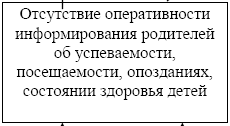 Отсутствие оперативности
информирования родителей
об успеваемости,
посещаемости, опозданиях,
состоянии здоровья детей